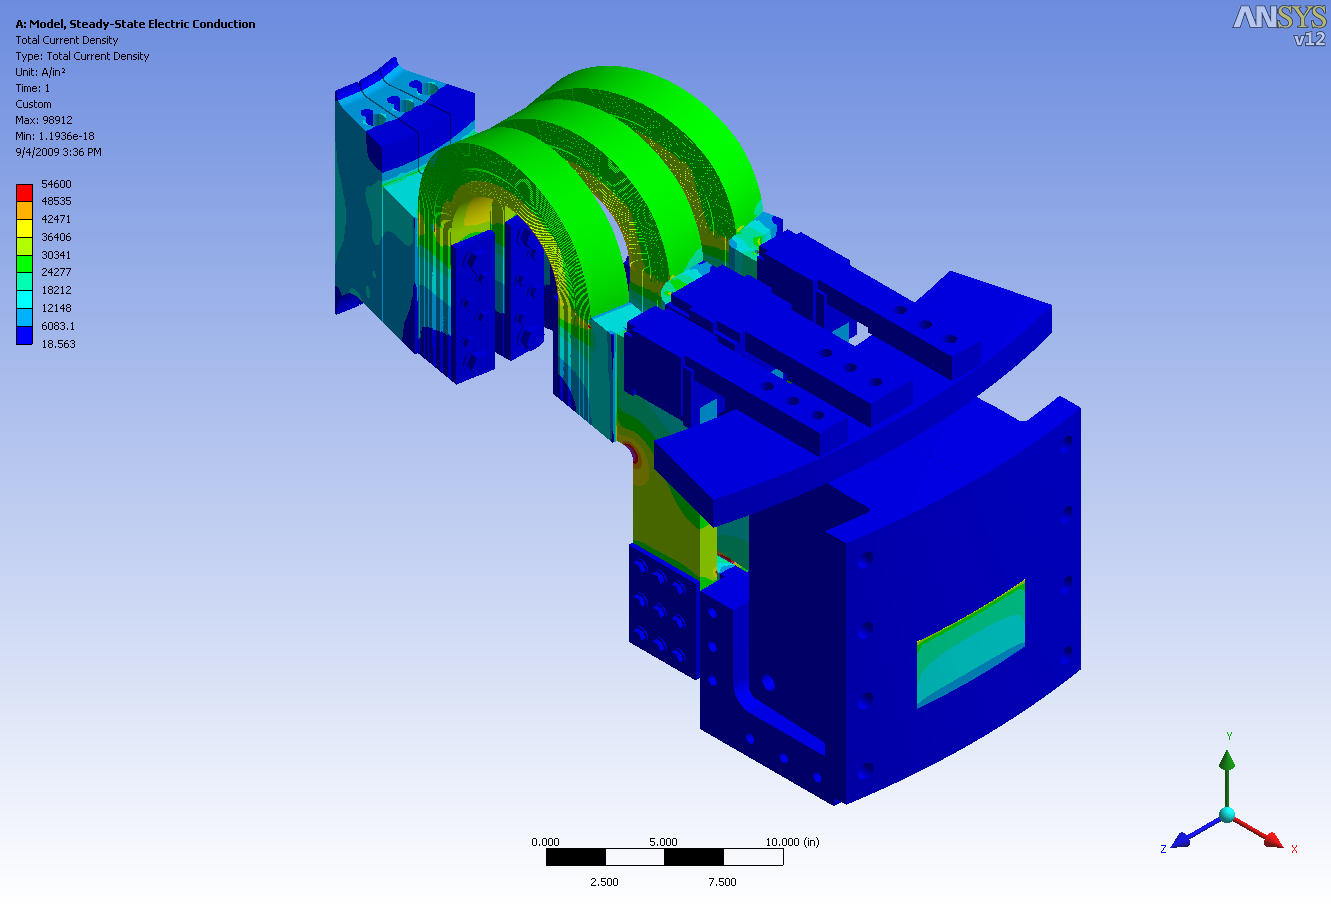 A: Model, Steady-State Electric Conduction
Total Current Density
Type: Total Current Density
Unit: A/in²
Time: 1
Custom
Max: 98912
Min: 1.1936e-18
9/4/2009 3:36 PM
54600
48535
42471
36406
30341
24277
18212
12148
6083.1
18.563
ANSYS
v12
0.000 5.000 10.000 (in)
2.500 7.500
Y
Z
X